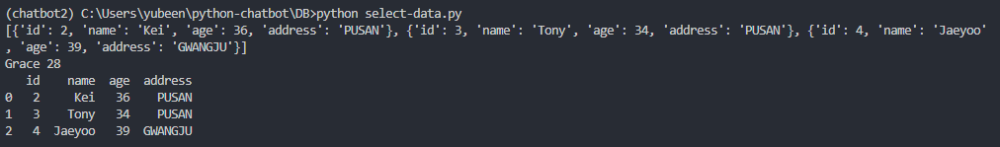 (chatbot2) C:\Users\yubeen\python-chatbot\DB>python select-data.py
[{'id': 2, 'name': 'Kei', 'age': 36, 'address': 'PUSAN'}, {'id': 3, 'name': 'Tony', 'age': 34, 'address': 'PUSAN'}, {'id': 4, 'name': 'Jaeyoo'
, 'age': 39, 'address': 'GWANGJU'}]
Grace 28
   id    name  age  address
0   2     Kei   36    PUSAN
1   3    Tony   34    PUSAN
2   4  Jaeyoo   39  GWANGJU